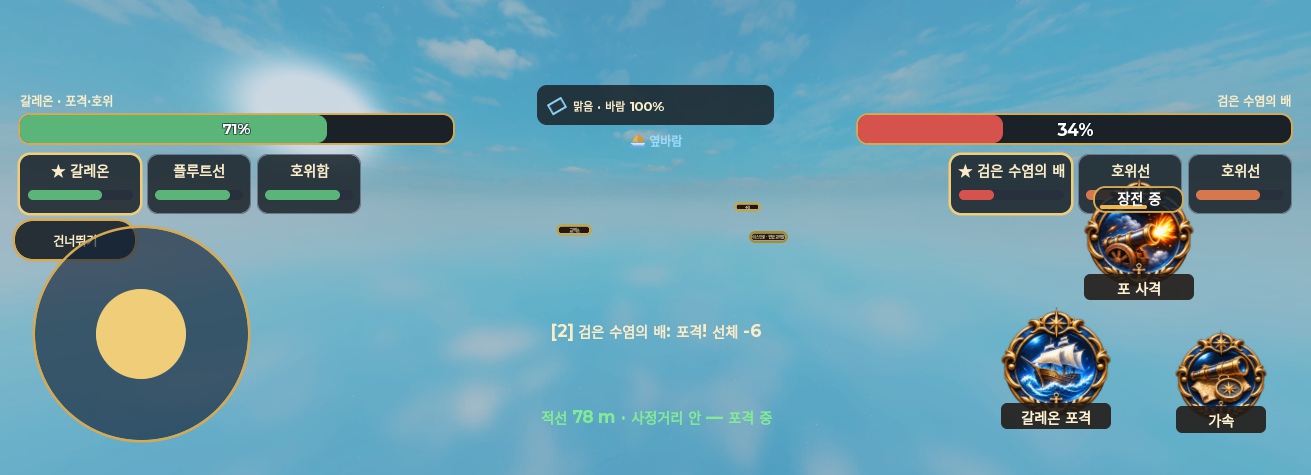 갈레온 · 포격·호위
71%
★ 갈레온
플루트선
호위함
건너뛰기
맑음 · 바람 100%
옆바람
검은 수염의 배
34%
★ 검은 수염의 배
호위선
호위선
장전 중
포 사격
[2] 검은 수염의 배: 포격! 선체 -6
적선 78 m · 사정거리 안 — 포격 중
갈레온 포격
가속